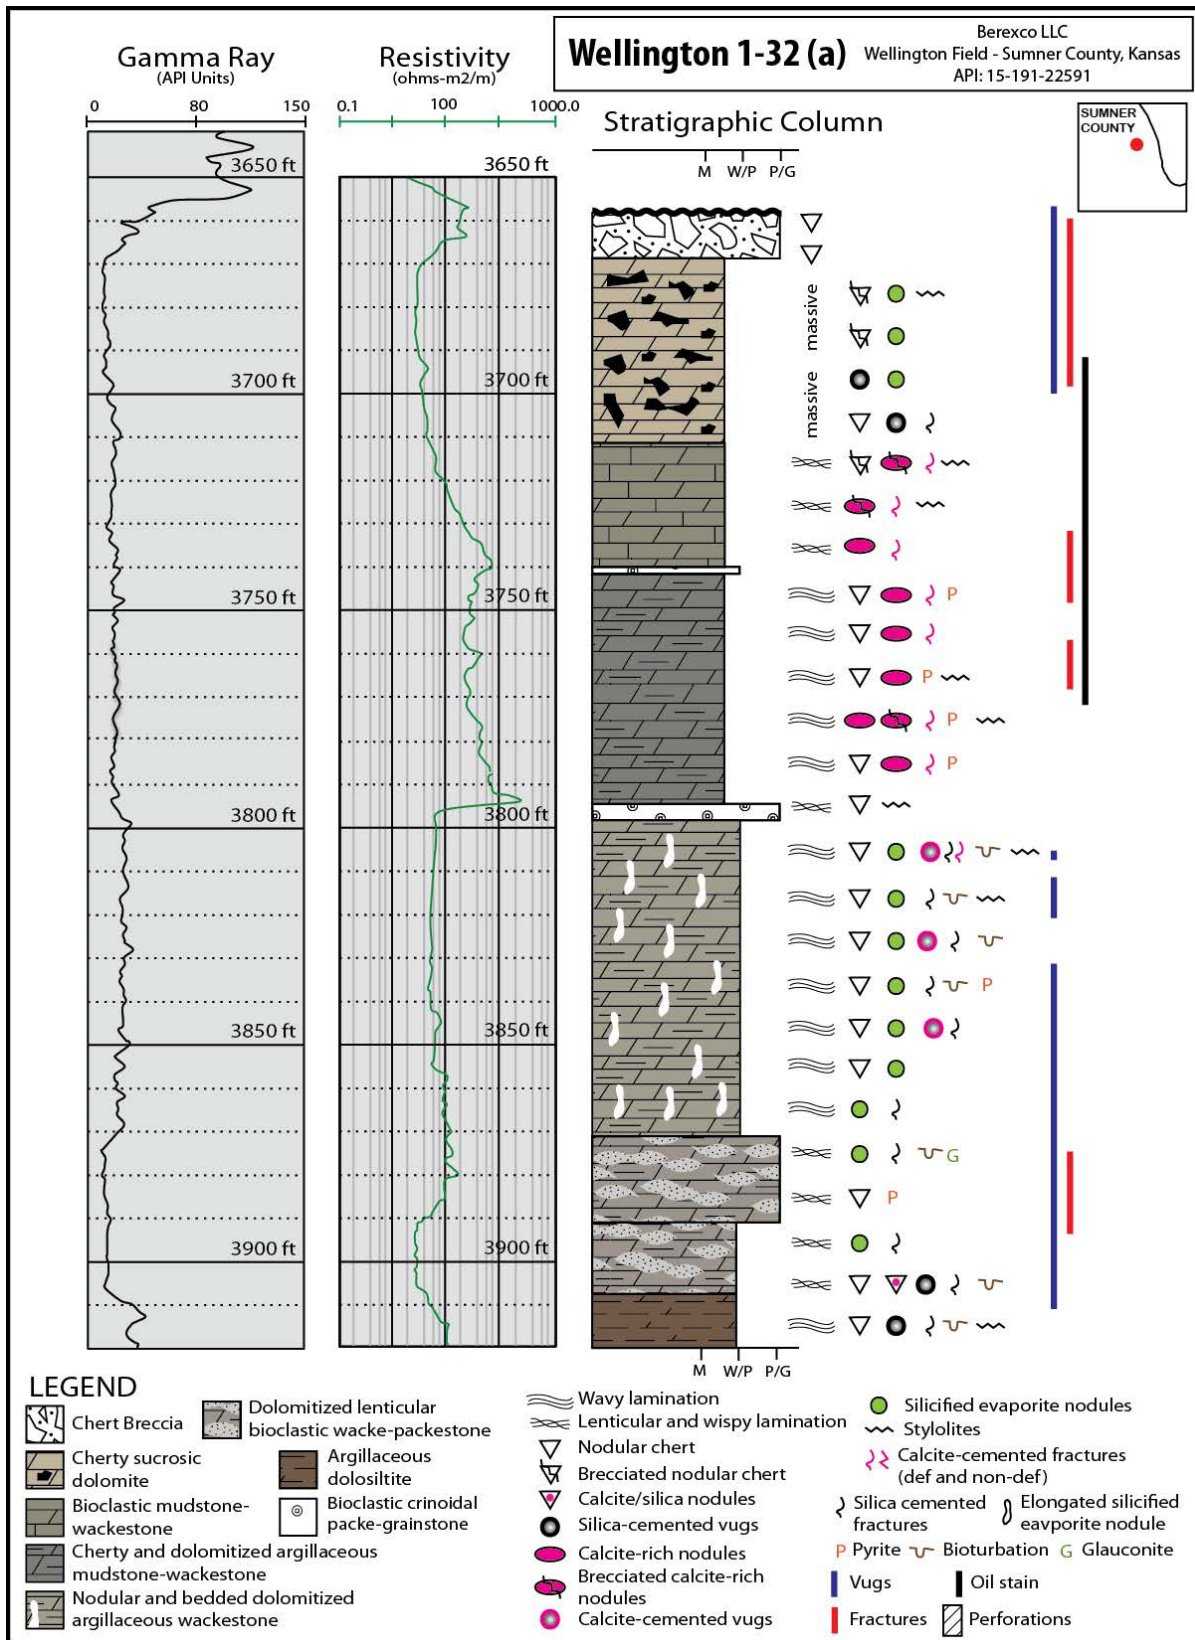 Gamma Ray
(API Units)
0 80 150
Resistivity
(ohms-m2/m)
0.1 100 1000.0
Wellington 1-32 (a)
Berexco LLC
Wellington Field - Sumner County, Kansas
API: 15-191-22591
Stratigraphic Column
M W/P P/G
SUMNER
COUNTY
3650 ft
3700 ft
3750 ft
3800 ft
3850 ft
3900 ft
3650 ft
3700 ft
3750 ft
3800 ft
3850 ft
3900 ft
massive
massive
P
P
P
P
P
G
P
M W/P P/G
LEGEND
Chert Breccia
Cherty sucrosic
dolomite
Bioclastic mudstone-
wackestone
Cherty and dolomitized argillaceous
mudstone-wackestone
Nodular and bedded dolomitized
argillaceous wackestone
Dolomitized lenticular
bioclastic wacke-packestone
Argillaceous
dolosiltite
Bioclastic crinoidal
packe-grainstone
Wavy lamination
Lenticular and wispy lamination
Nodular chert
Brecciated nodular chert
Calcite/silica nodules
Silica-cemented vugs
Calcite-rich nodules
Brecciated calcite-rich
nodules
Calcite-cemented vugs
Silicified evaporite nodules
Stylolites
Calcite-cemented fractures
(def and non-def)
Silica cemented
fractures
Elongated silicified
eavporite nodule
P Pyrite
Bioturbation
G Glauconite
Vugs
Oil stain
Fractures
Perforations